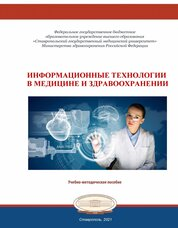 Федеральное государственное бюджетное
образовательное учреждение высшего образования
«Ставропольский государственный медицинский университет»
Министерства здравоохранения Российской Федерации
ИНФОРМАЦИОННЫЕ ТЕХНОЛОГИИ
В МЕДИЦИНЕ И ЗДРАВООХРАНЕНИИ
Учебно-методическое пособие
Ставрополь, 2021